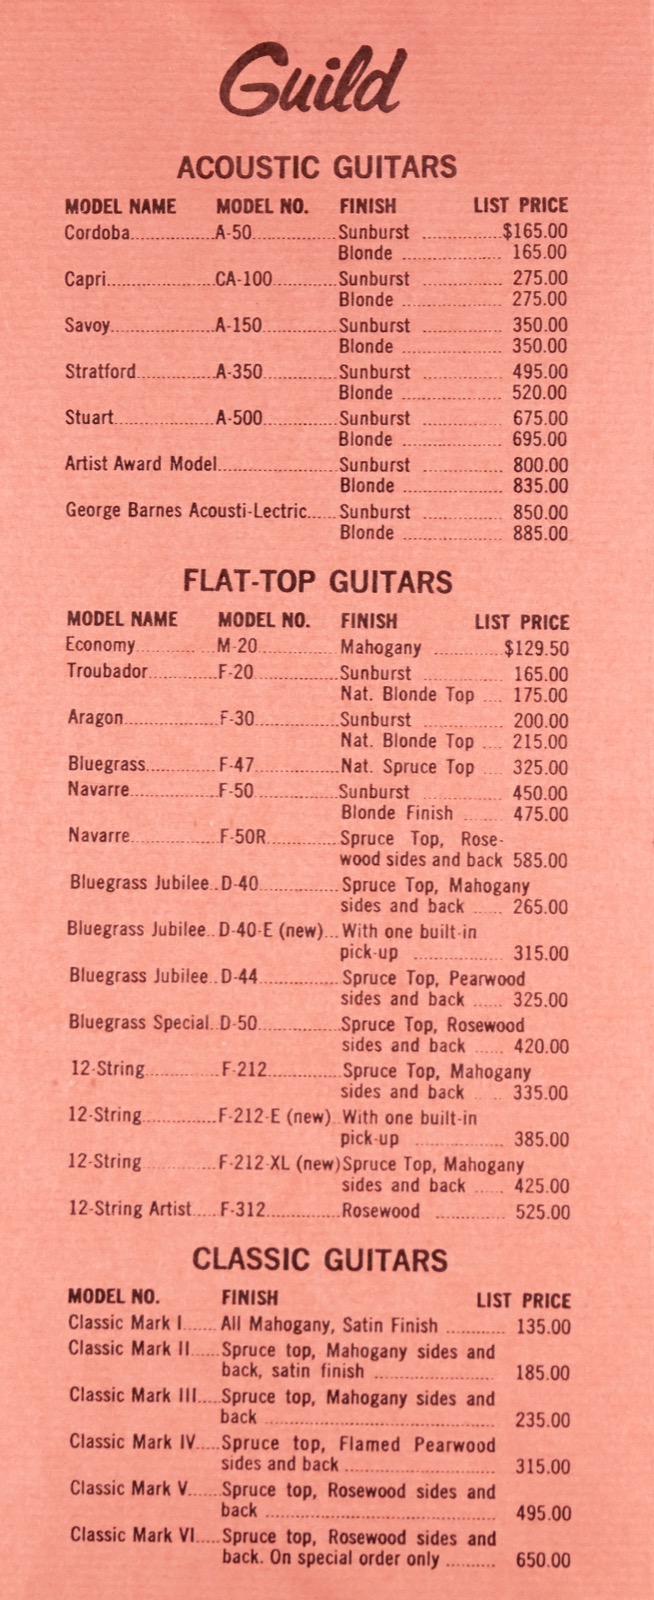 Guild
ACOUSTIC GUITARS
MODEL NAME MODEL NO. FINISH LIST PRICE
Cordoba A-50 Sunburst $165.00
Blonde 165.00
Capri CA-100 Sunburst 275.00
Blonde 275.00
Savoy A-150 Sunburst 350.00
Blonde 350.00
Stratford A-350 Sunburst 495.00
Blonde 520.00
Stuart A-500 Sunburst 675.00
Blonde 695.00
Artist Award Model Sunburst 800.00
Blonde 835.00
George Barnes Acousti-Lectric Sunburst 850.00
Blonde 885.00
FLAT-TOP GUITARS
MODEL NAME MODEL NO. FINISH LIST PRICE
Economy M-20 Mahogany $129.50
Troubador F-20 Sunburst 165.00
Nat. Blonde Top 175.00
Aragon F-30 Sunburst 200.00
Nat. Blonde Top 215.00
Bluegrass F-47 Nat. Spruce Top 325.00
Navarre F-50 Sunburst 450.00
Blonde Finish 475.00
Navarre F-50R Spruce Top, Rose-
wood sides and back 585.00
Bluegrass Jubilee D-40 Spruce Top, Mahogany
sides and back 265.00
Bluegrass Jubilee D-40-E (new) With one built-in
pick-up 315.00
Bluegrass Jubilee D-44 Spruce Top, Pearwood
sides and back 325.00
Bluegrass Special D-50 Spruce Top, Rosewood
sides and back 420.00
12-String F-212 Spruce Top, Mahogany
sides and back 335.00
12-String F-212-E (new) With one built-in
pick-up 385.00
12-String F-212-XL (new) Spruce Top, Mahogany
sides and back 425.00
12-String Artist F-312 Rosewood 525.00
CLASSIC GUITARS
MODEL NO. FINISH LIST PRICE
Classic Mark I All Mahogany, Satin Finish 135.00
Classic Mark II Spruce top, Mahogany sides and
back, satin finish 185.00
Classic Mark III Spruce top, Mahogany sides and
back 235.00
Classic Mark IV Spruce top, Flamed Pearwood
sides and back 315.00
Classic Mark V Spruce top, Rosewood sides and
back 495.00
Classic Mark VI Spruce top, Rosewood sides and
back. On special order only 650.00